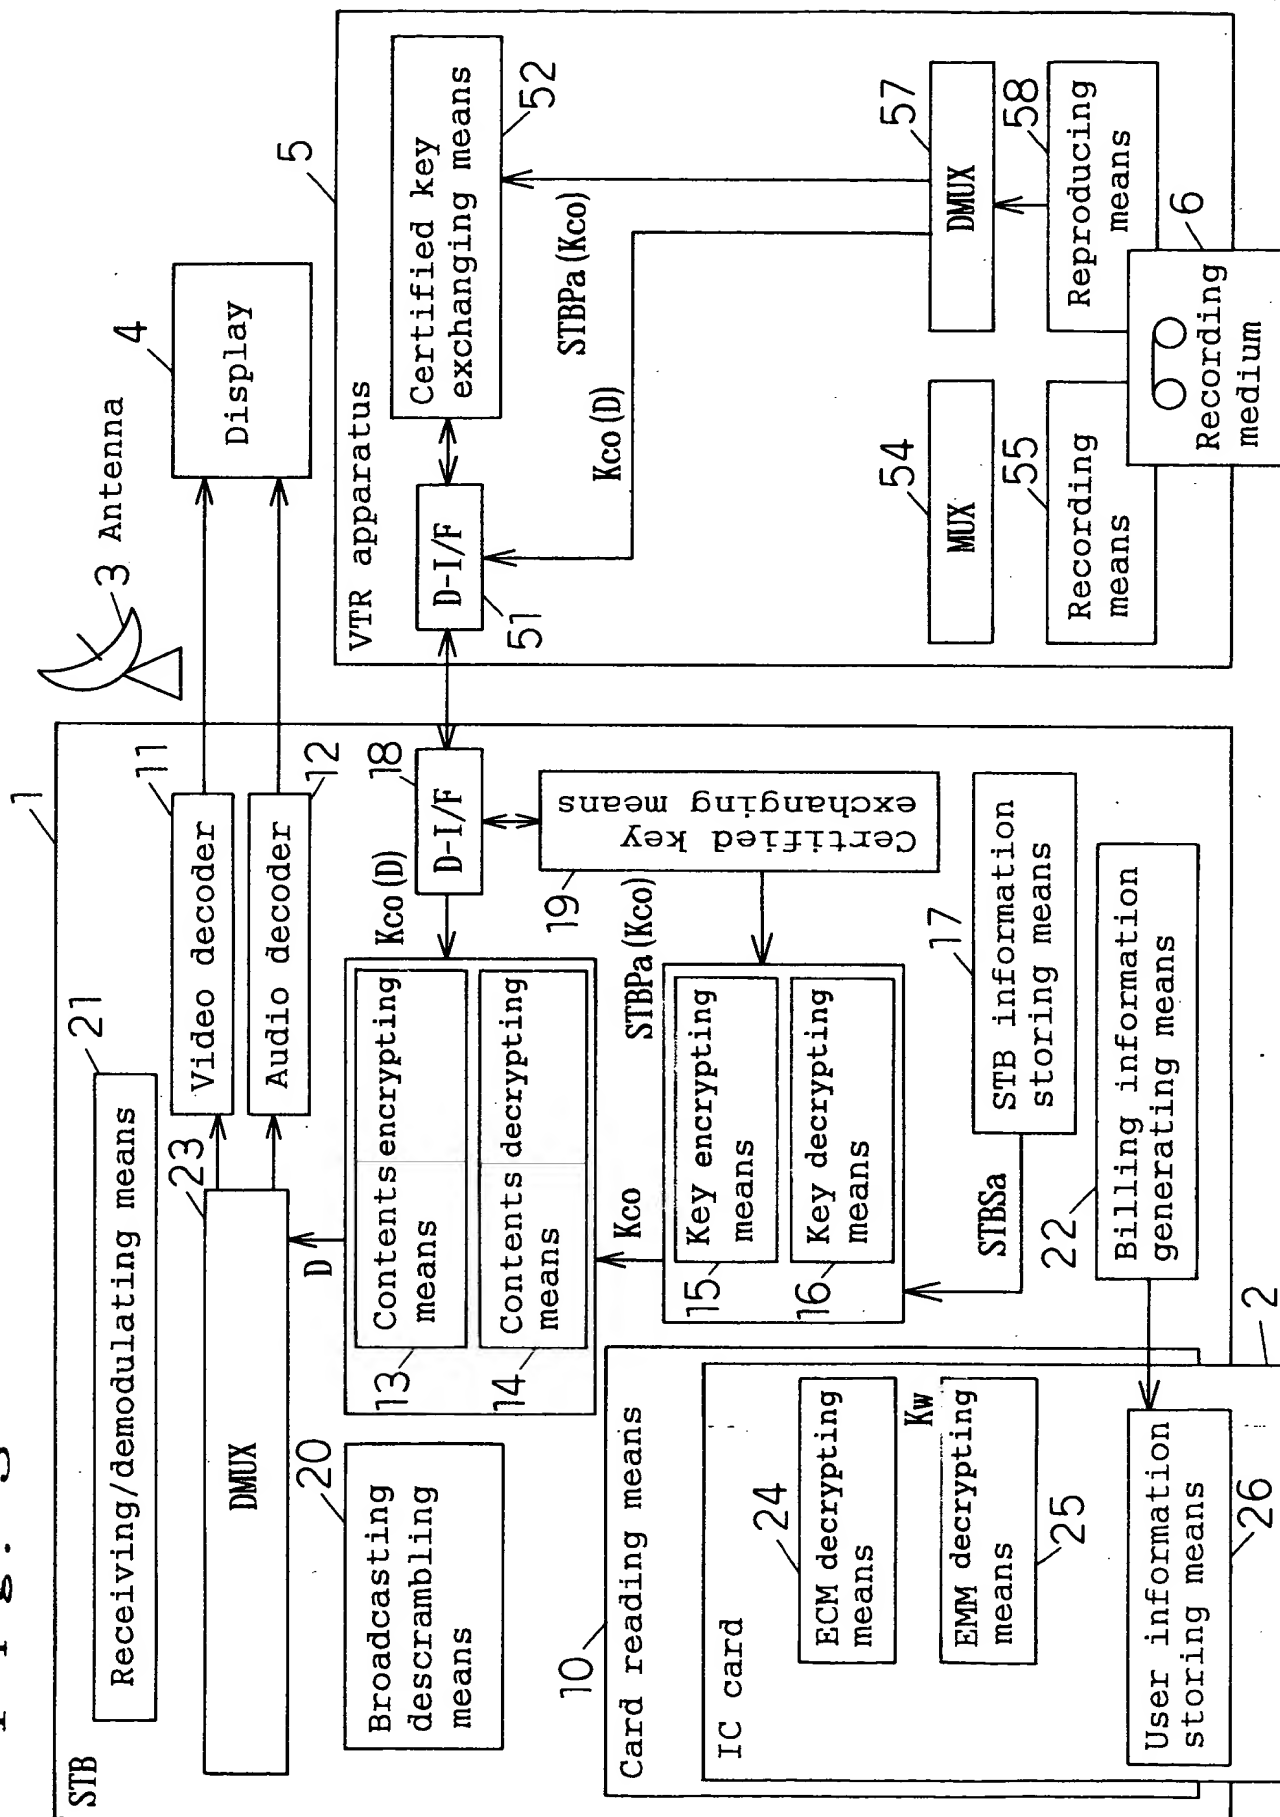 Fig. 3
STB
1
Receiving/demodulating means
21
DMUX
23
Video decoder
11
Audio decoder
12
3 Antenna
Display
4
Broadcasting
descrambling
means
20
D
Contents encrypting
means
13
Contents decrypting
means
14
Kco(D)
D-I/F
18
Certified key
exchanging means
19
Kco
STBPa(Kco)
Key encrypting
means
15
Key decrypting
means
16
STBSa
STB information
storing means
17
Billing information
generating means
22
Card reading means
10
IC card
2
ECM decrypting
means
24
Kw
EMM decrypting
means
25
User information
storing means
26
VTR apparatus
5
D-I/F
51
Certified key
exchanging means
52
Kco(D)
STBPa(Kco)
MUX
54
DMUX
57
Recording
means
55
Reproducing
means
58
Recording
medium
6